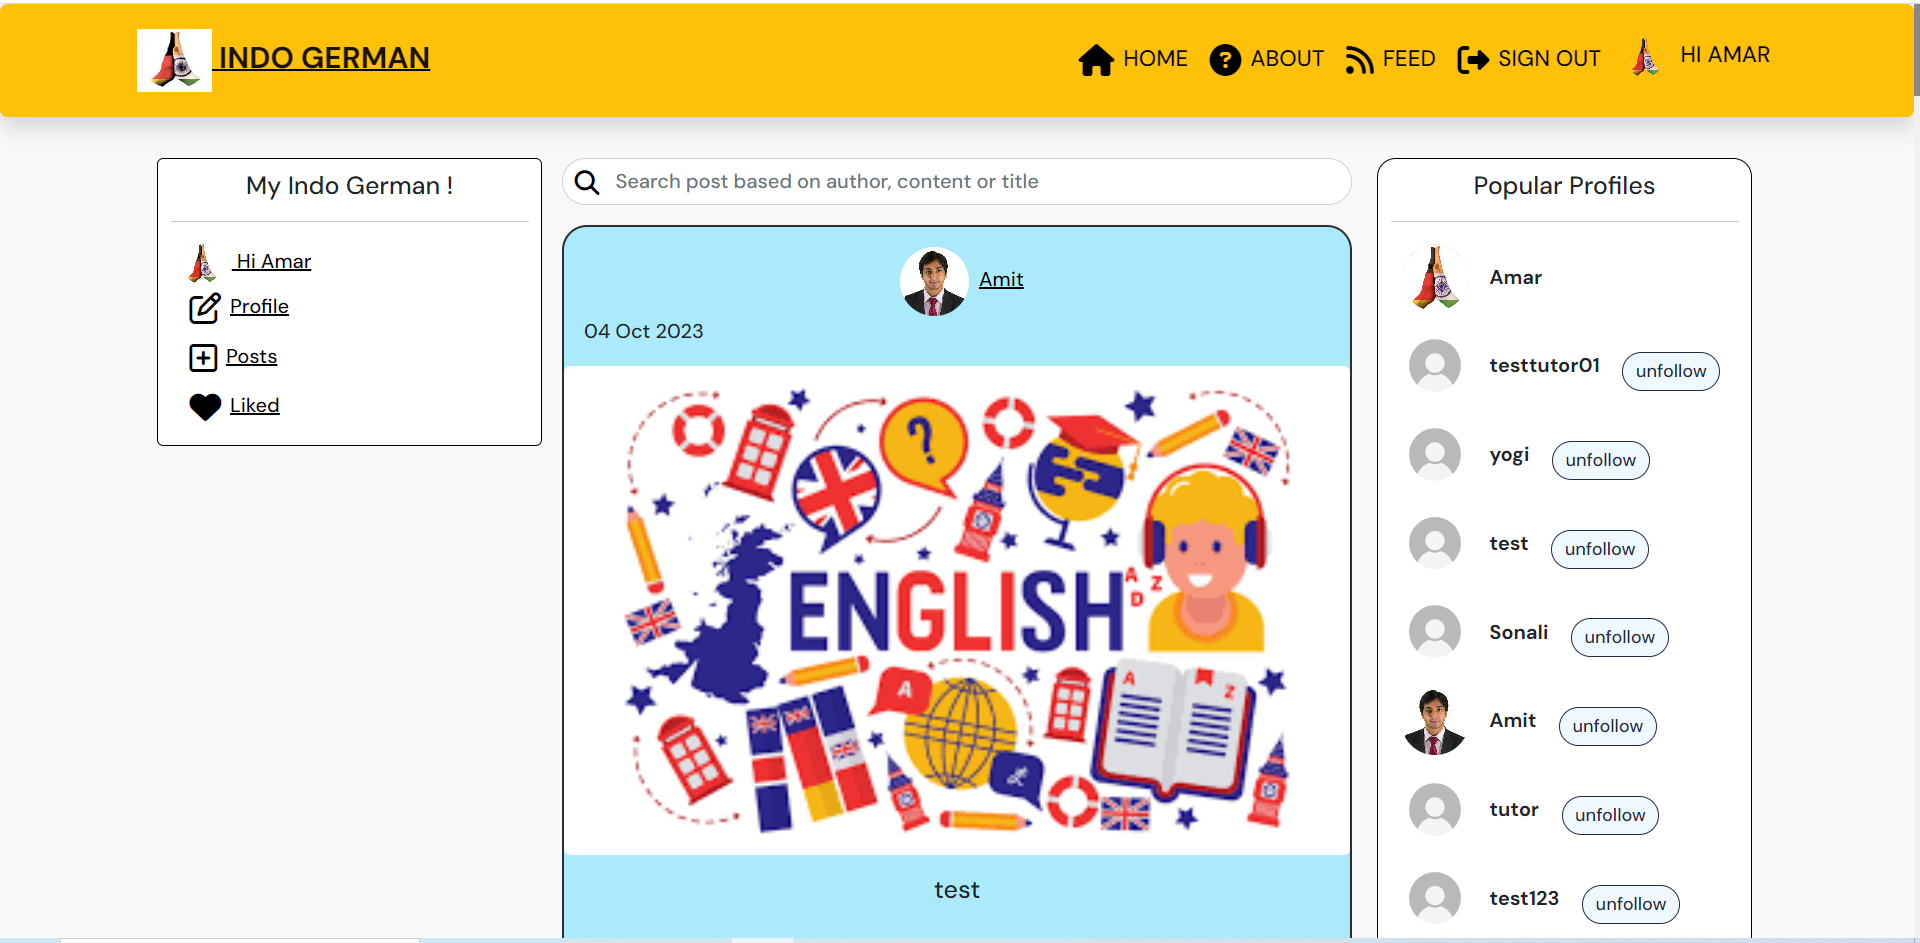 INDO GERMAN
HOME
ABOUT
FEED
SIGN OUT
HI AMAR
My Indo German !
Hi Amar
Profile
Posts
Liked
Search post based on author, content or title
Amit
04 Oct 2023
?
ENGLISH
A
Z
D
A
A
Z
test
Popular Profiles
Amar
testtutor01 unfollow
yogi unfollow
test unfollow
Sonali unfollow
Amit unfollow
tutor unfollow
test123 unfollow